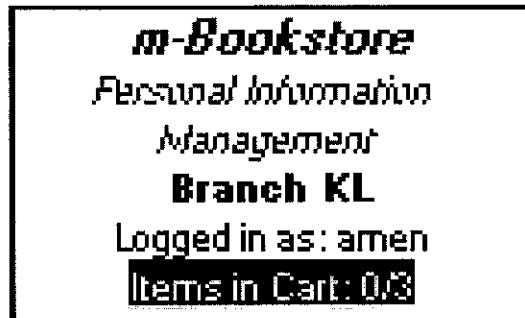 m-Bookstore
Personal Information
Management
Branch KL
Logged in as: amen
Items in Cart: 0/3